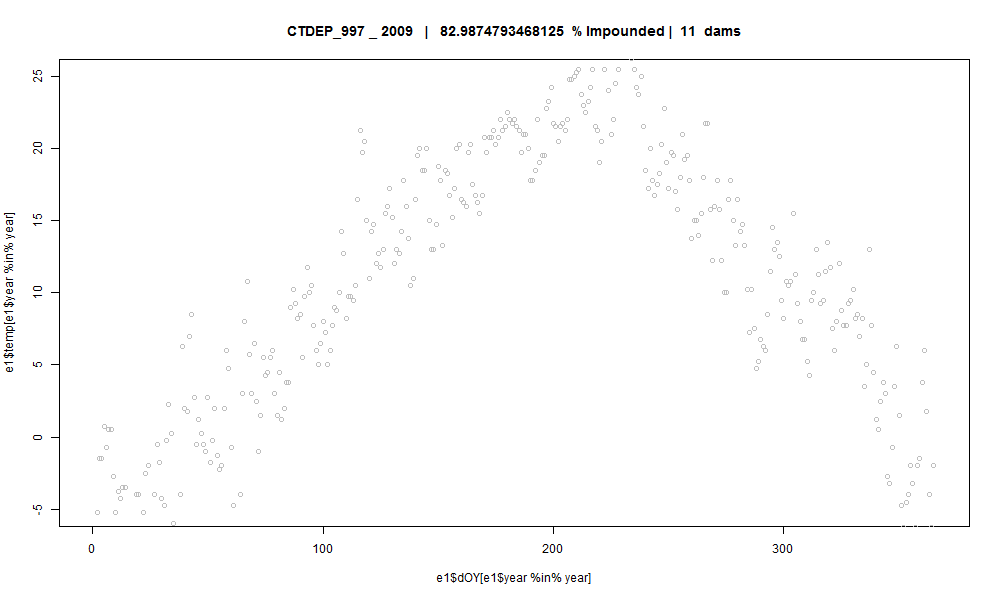 CTDEP_997 _ 2009 | 82.9874793468125 % Impounded | 11 dams
25
20
15
10
5
0
-5
e1$temp[e1$year %in% year]
0 100 200 300
e1$dOY[e1$year %in% year]